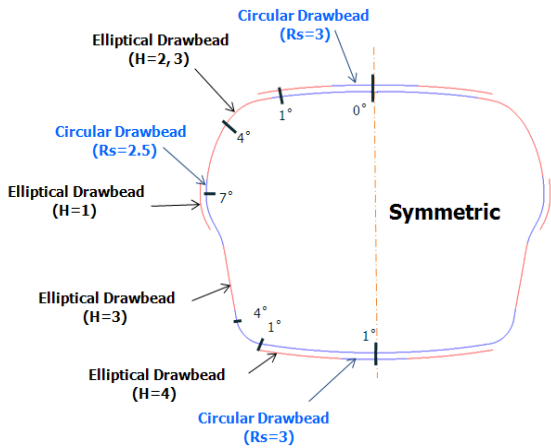 Circular Drawbead
(Rs=3)
Elliptical Drawbead
(H=2, 3)
1°
0°
4°
Circular Drawbead
(Rs=2.5)
Elliptical Drawbead
(H=1)
7°
Symmetric
Elliptical Drawbead
(H=3)
4°
1°
1°
Elliptical Drawbead
(H=4)
Circular Drawbead
(Rs=3)